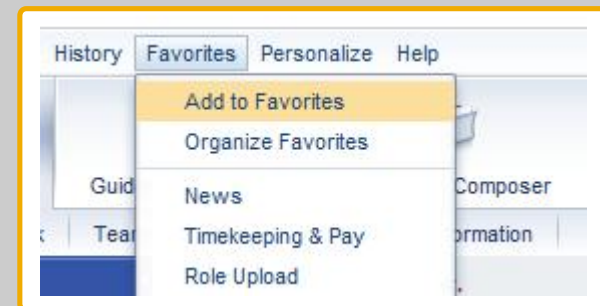 History Favorites Personalize Help
Add to Favorites
Organize Favorites
News
Composer
Timekeeping & Pay
Role Upload